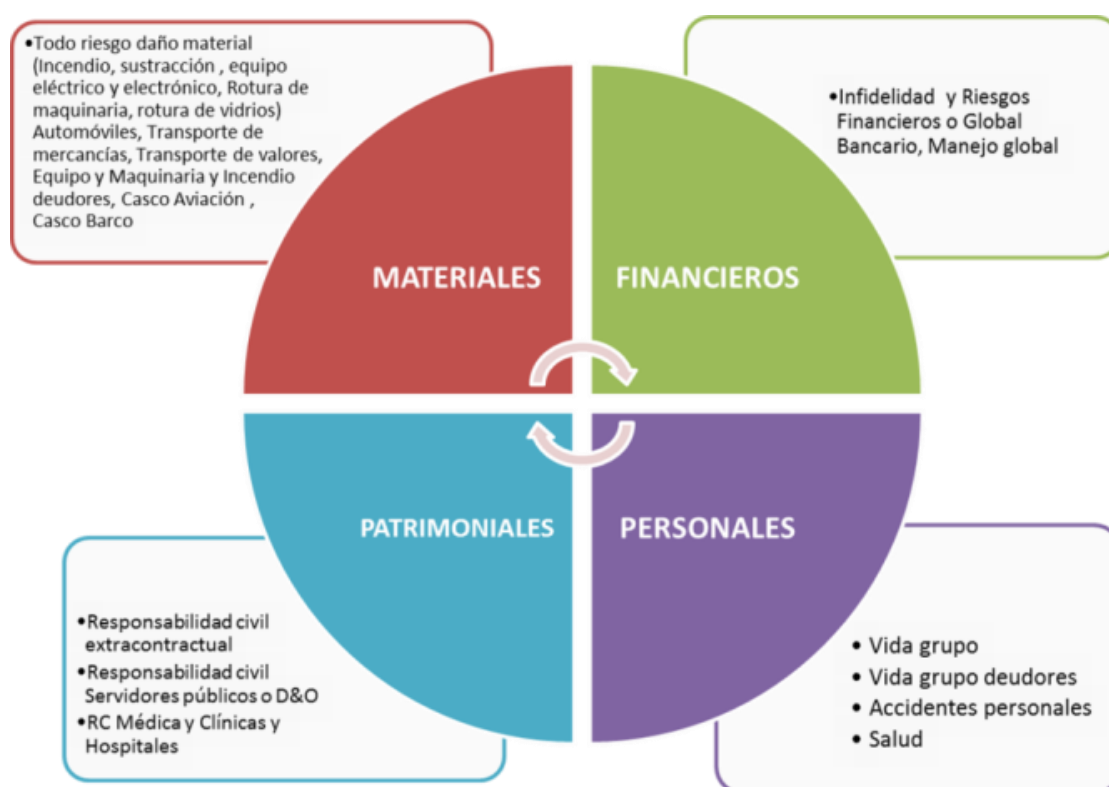 •Todo riesgo daño material
(Incendio, sustracción , equipo
eléctrico y electrónico, Rotura de
maquinaria, rotura de vidrios)
Automóviles, Transporte de
mercancías, Transporte de valores,
Equipo y Maquinaria y Incendio
deudores, Casco Aviación ,
Casco Barco
•Infidelidad y Riesgos
Financieros o Global
Bancario, Manejo global
MATERIALES
FINANCIEROS
PATRIMONIALES
PERSONALES
•Responsabilidad civil
extracontractual
•Responsabilidad civil
Servidores públicos o D&O
•RC Médica y Clínicas y
Hospitales
• Vida grupo
• Vida grupo deudores
• Accidentes personales
• Salud